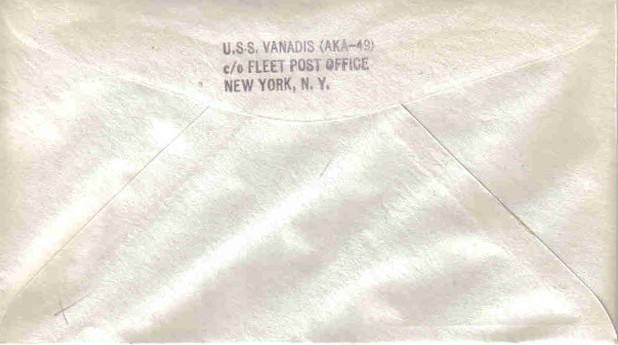 U.S.S. VANADIS (AKA-49)
c/o FLEET POST OFFICE
NEW YORK, N. Y.